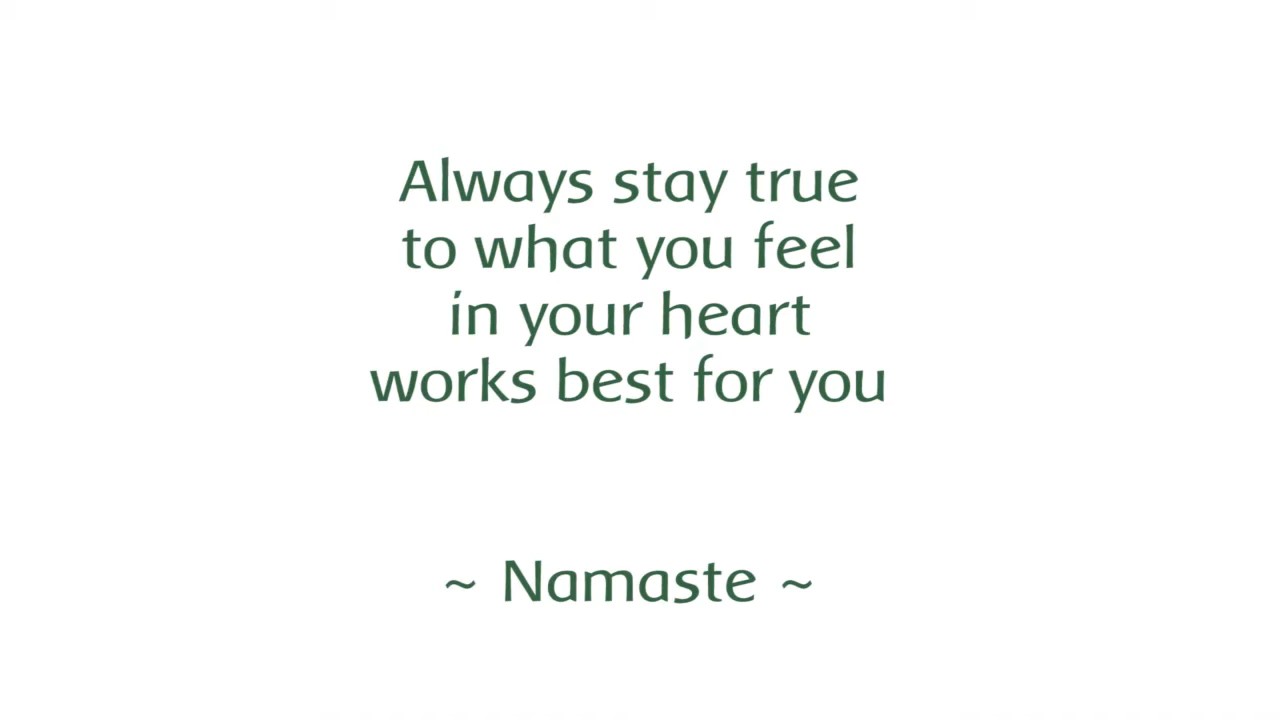 Always stay true
to what you feel
in your heart
works best for you
~ Namaste ~